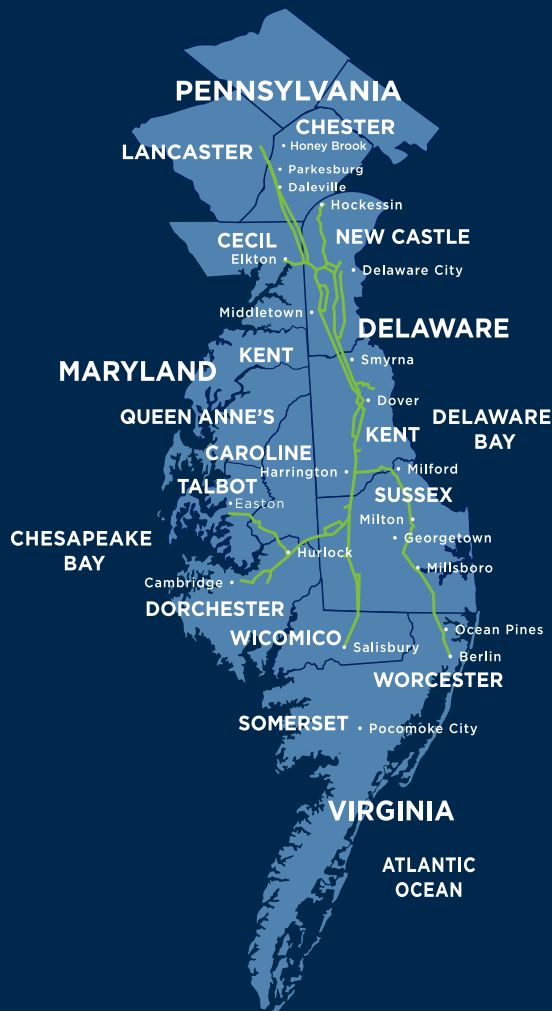 PENNSYLVANIA
CHESTER
Honey Brook
LANCASTER
Parkesburg
Daleville
Hockessin
CECIL
NEW CASTLE
Elkton
Delaware City
Middletown
DELAWARE
KENT
Smyrna
MARYLAND
Dover
QUEEN ANNE'S
DELAWARE
BAY
KENT
CAROLINE
Harrington
Milford
TALBOT
SUSSEX
Easton
Milton
CHESAPEAKE
BAY
Georgetown
Hurlock
Millsboro
Cambridge
DORCHESTER
Ocean Pines
WICOMICO
Salisbury
Berlin
WORCESTER
SOMERSET
Pocomoke City
VIRGINIA
ATLANTIC
OCEAN